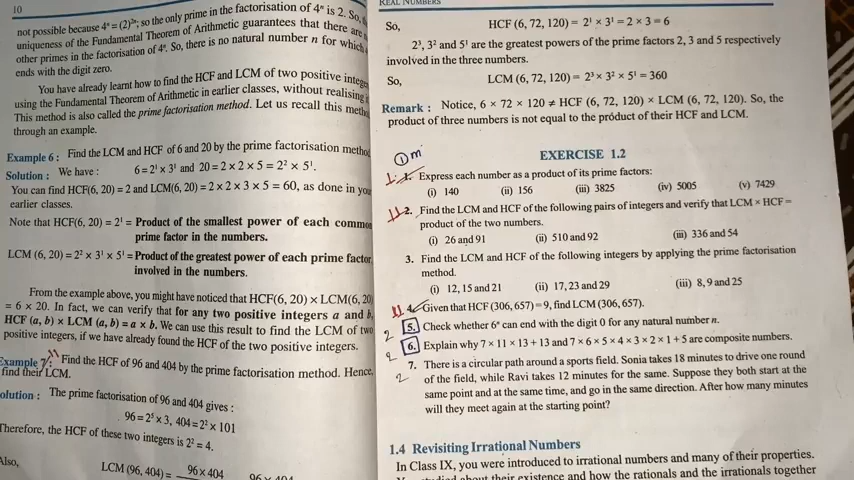 10
not possible because 4ⁿ = (2)²ⁿ; so the only prime in the factorisation of 4ⁿ is 2. So,
uniqueness of the Fundamental Theorem of Arithmetic guarantees that there are
other primes in the factorisation of 4ⁿ. So, there is no natural number n for which
ends with the digit zero.
You have already learnt how to find the HCF and LCM of two positive
using the Fundamental Theorem of Arithmetic in earlier classes, without realising
This method is also called the prime factorisation method. Let us recall this
through an example.
Example 6 : Find the LCM and HCF of 6 and 20 by the prime factorisation
Solution : We have : 6 = 2¹ × 3¹ and 20 = 2 × 2 × 5 = 2² × 5¹.
You can find HCF(6, 20) = 2 and LCM(6, 20) = 2 × 2 × 3 × 5 = 60, as done in
earlier classes.
Note that HCF(6, 20) = 2¹ = Product of the smallest power of each
prime factor in the numbers.
LCM (6, 20) = 2² × 3¹ × 5¹ = Product of the greatest power of each prime factor
involved in the numbers.
From the example above, you might have noticed that HCF(6, 20) × LCM(6, 20)
= 6 × 20. In fact, we can verify that for any two positive integers a and b,
HCF (a, b) × LCM (a, b) = a × b. We can use this result to find the LCM of two
positive integers, if we have already found the HCF of the two positive integers.
Example 7: Find the HCF of 96 and 404 by the prime factorisation method. Hence,
find their LCM.
olution : The prime factorisation of 96 and 404 gives :
96 = 2⁵ × 3, 404 = 2² × 101
Therefore, the HCF of these two integers is 2² = 4.
Also,
LCM (96, 404) = 96 × 404
96 × 404
REAL NUMBERS
So, HCF (6, 72, 120) = 2¹ × 3¹ = 2 × 3 = 6
2³, 3² and 5¹ are the greatest powers of the prime factors 2, 3 and 5 respectively
involved in the three numbers.
So, LCM (6, 72, 120) = 2³ × 3² × 5¹ = 360
Remark : Notice, 6 × 72 × 120 ≠ HCF (6, 72, 120) × LCM (6, 72, 120). So, the
product of three numbers is not equal to the product of their HCF and LCM.
① m
EXERCISE 1.2
1. Express each number as a product of its prime factors:
(i) 140 (ii) 156 (iii) 3825 (iv) 5005 (v) 7429
2. Find the LCM and HCF of the following pairs of integers and verify that LCM × HCF =
product of the two numbers.
(i) 26 and 91 (ii) 510 and 92 (iii) 336 and 54
3. Find the LCM and HCF of the following integers by applying the prime factorisation
method.
(i) 12, 15 and 21 (ii) 17, 23 and 29 (iii) 8, 9 and 25
4. Given that HCF (306, 657) = 9, find LCM (306, 657).
2 5. Check whether 6ⁿ can end with the digit 0 for any natural number n.
2 6. Explain why 7 × 11 × 13 + 13 and 7 × 6 × 5 × 4 × 3 × 2 × 1 + 5 are composite numbers.
7. There is a circular path around a sports field. Sonia takes 18 minutes to drive one round
2 of the field, while Ravi takes 12 minutes for the same. Suppose they both start at the
same point and at the same time, and go in the same direction. After how many minutes
will they meet again at the starting point?
1.4 Revisiting Irrational Numbers
In Class IX, you were introduced to irrational numbers and many of their properties.
about their existence and how the rationals and the irrationals together